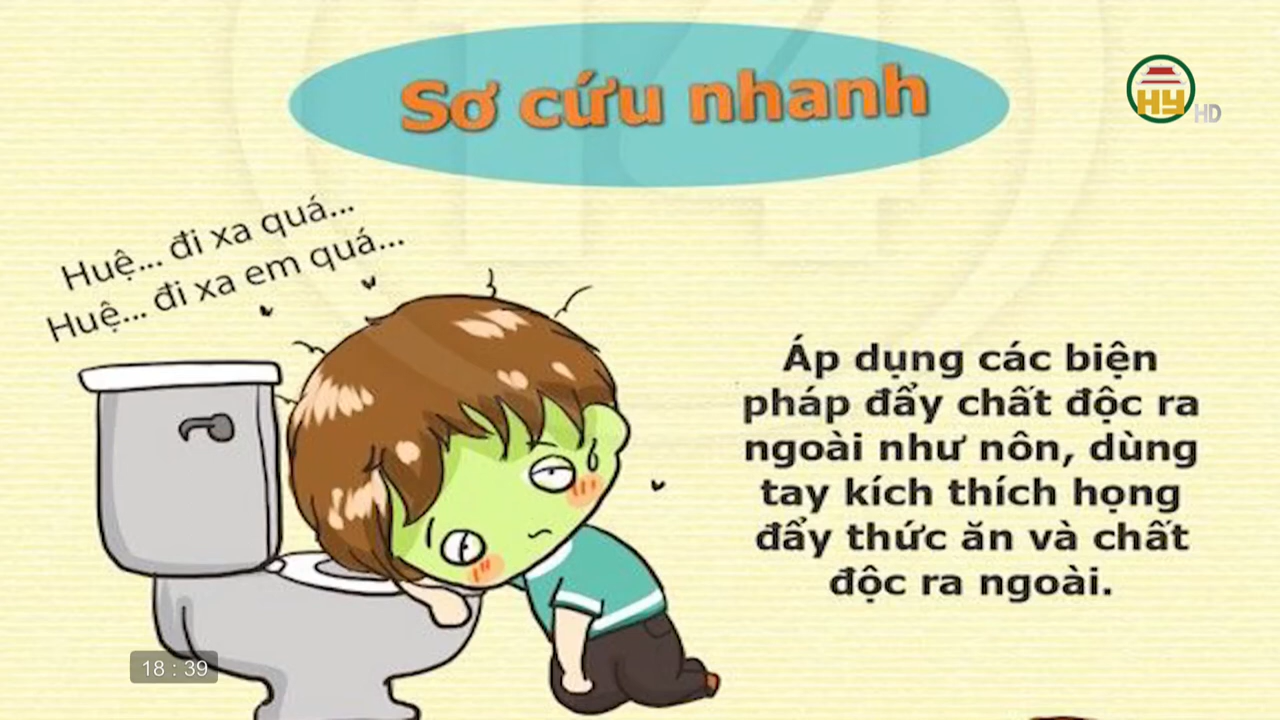 Sơ cứu nhanh
HY HD
Huệ... đi xa quá...
Huệ... đi xa em quá...
Áp dụng các biện
pháp đẩy chất độc ra
ngoài như nôn, dùng
tay kích thích họng
đẩy thức ăn và chất
độc ra ngoài.
18 : 39